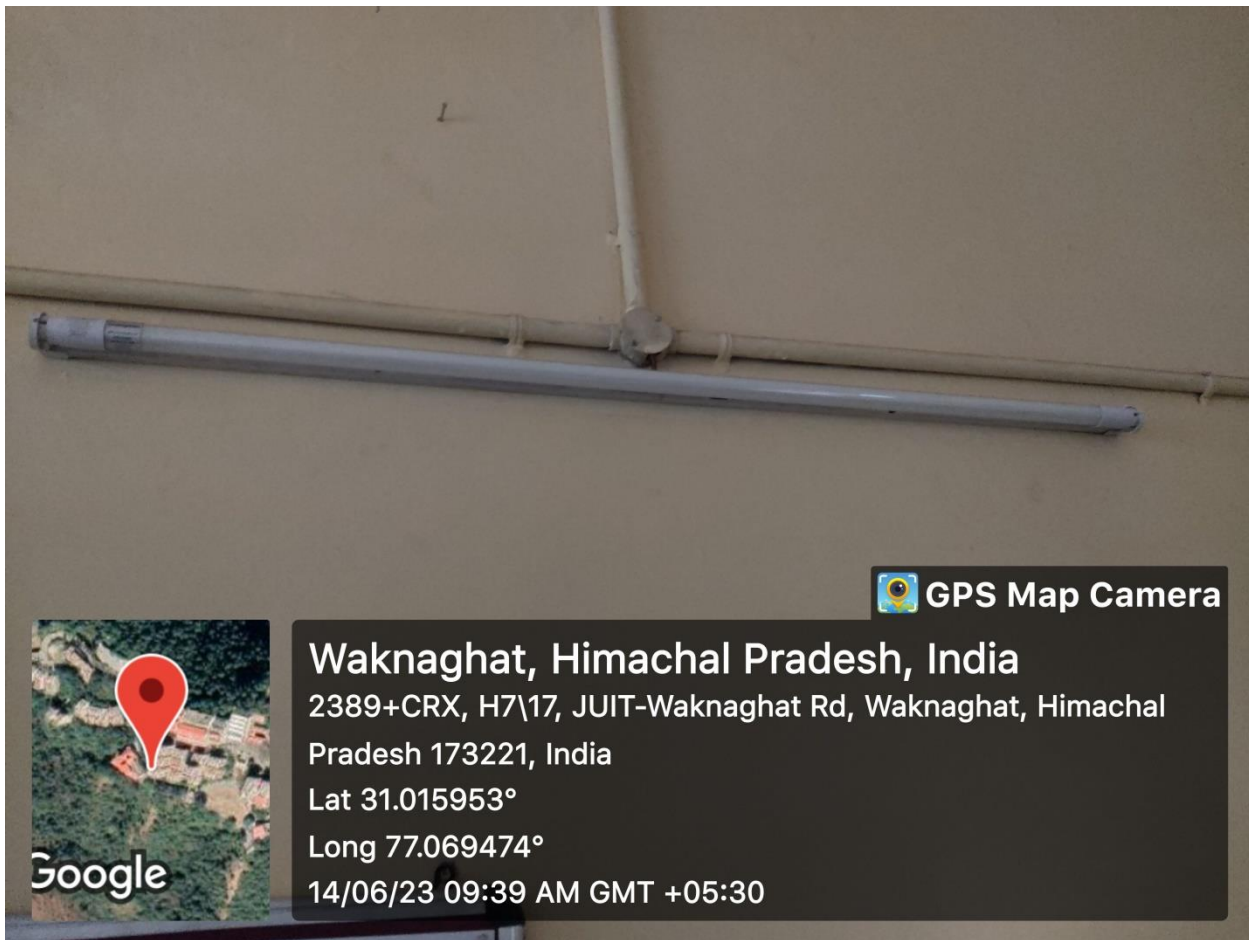 GPS Map Camera
Waknaghat, Himachal Pradesh, India
2389+CRX, H7\17, JUIT-Waknaghat Rd, Waknaghat, Himachal
Pradesh 173221, India
Lat 31.015953°
Long 77.069474°
14/06/23 09:39 AM GMT +05:30
Google